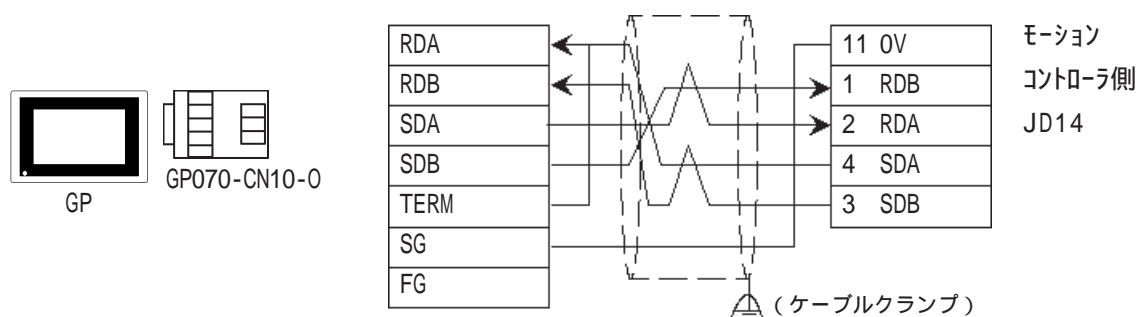 GP
GP070-CN10-O
RDA
RDB
SDA
SDB
TERM
SG
FG
11 0V
1 RDB
2 RDA
4 SDA
3 SDB
(ケーブルクランプ)
モーション
コントローラ側
JD14